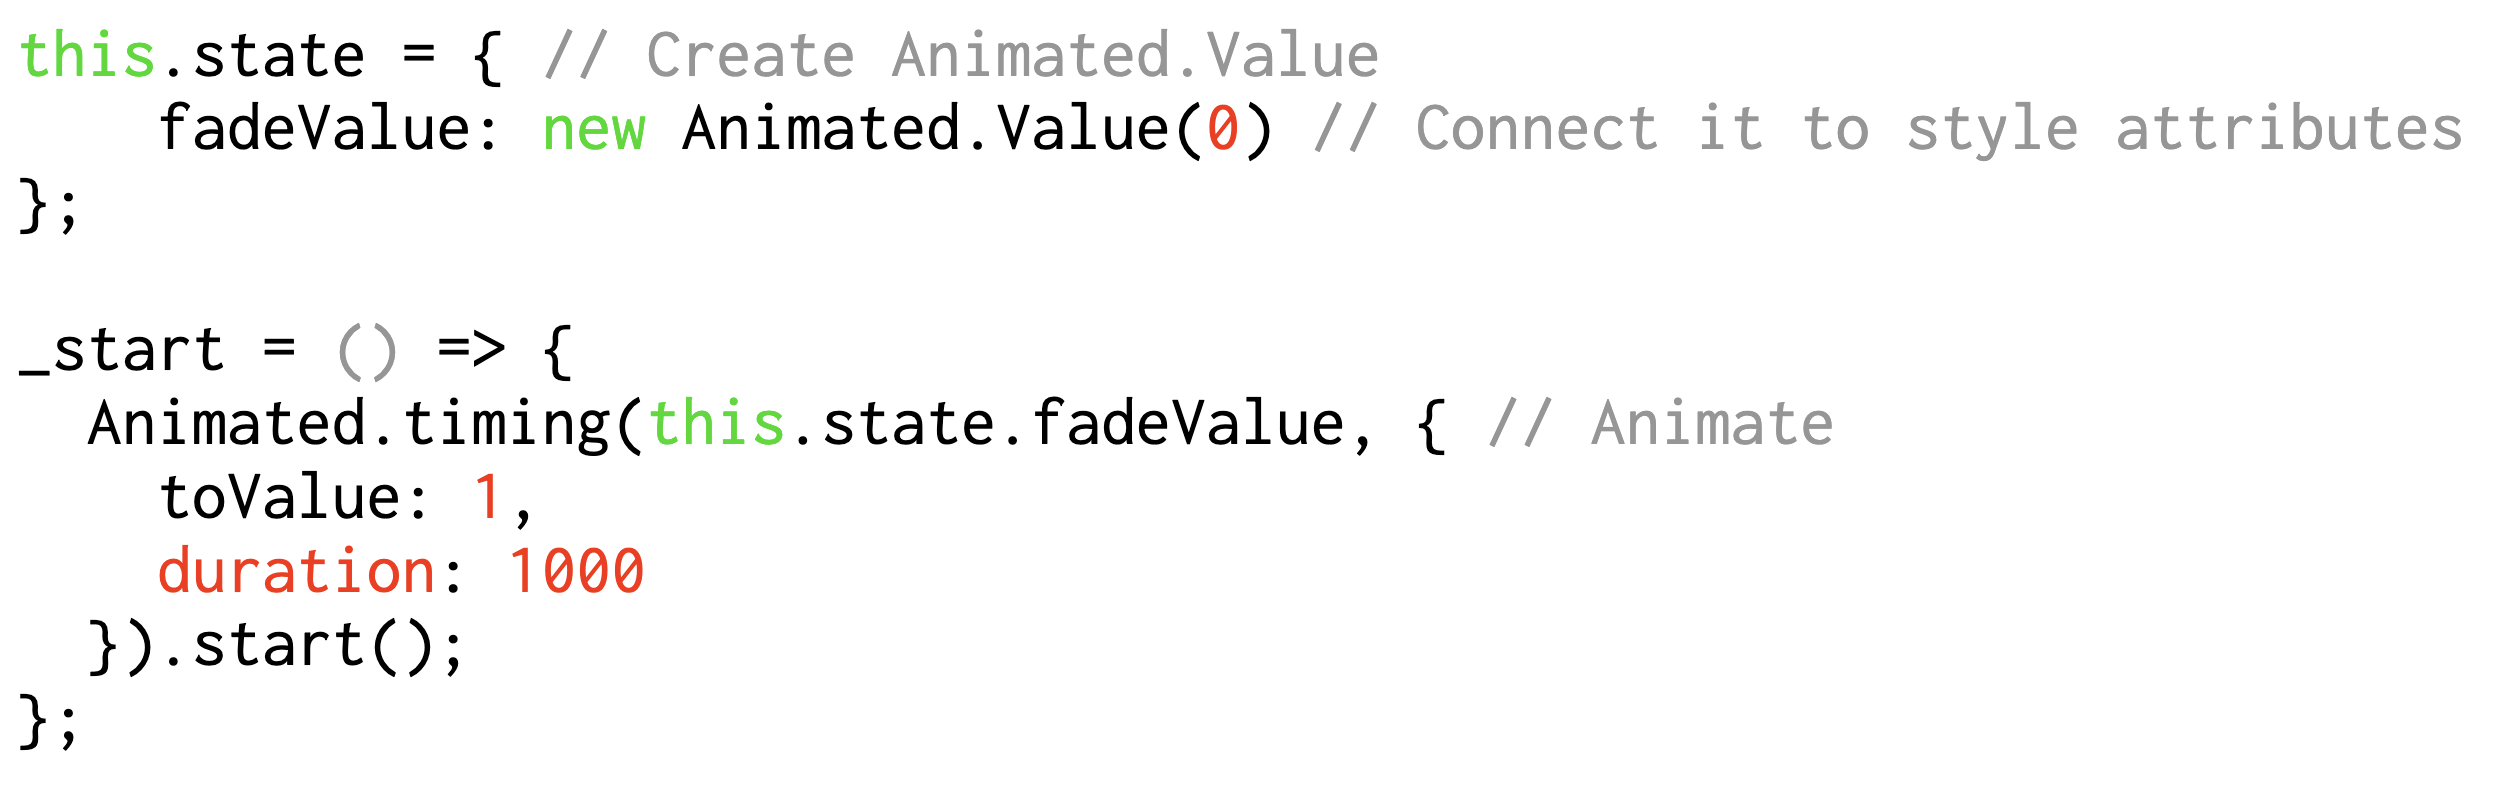 this.state = { // Create Animated.Value
    fadeValue: new Animated.Value(0) // Connect it to style attributes
};

_start = () => {
  Animated.timing(this.state.fadeValue, { // Animate
    toValue: 1,
    duration: 1000
  }).start();
};